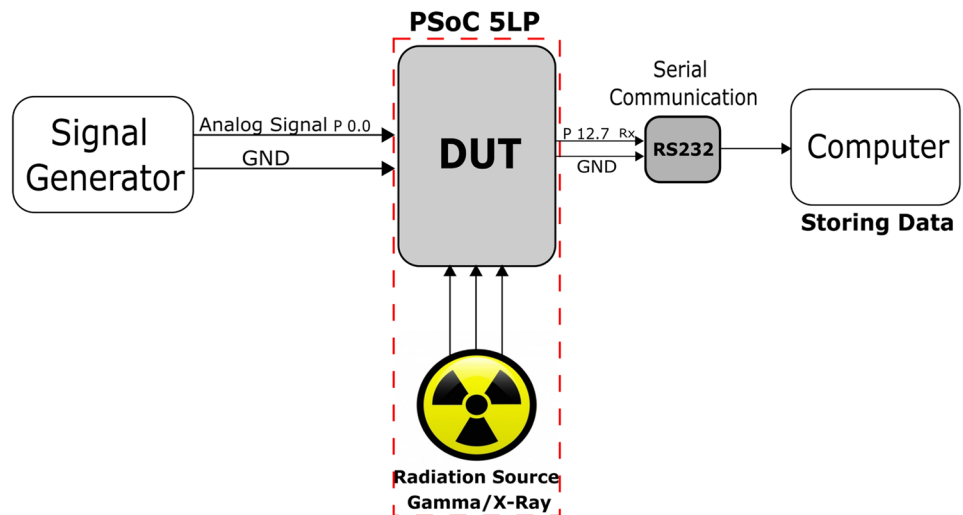 PSoC 5LP
Signal
Generator
Analog Signal P 0.0
GND
DUT
P 12.7 Rx
GND
Serial
Communication
RS232
Computer
Storing Data
Radiation Source
Gamma/X-Ray